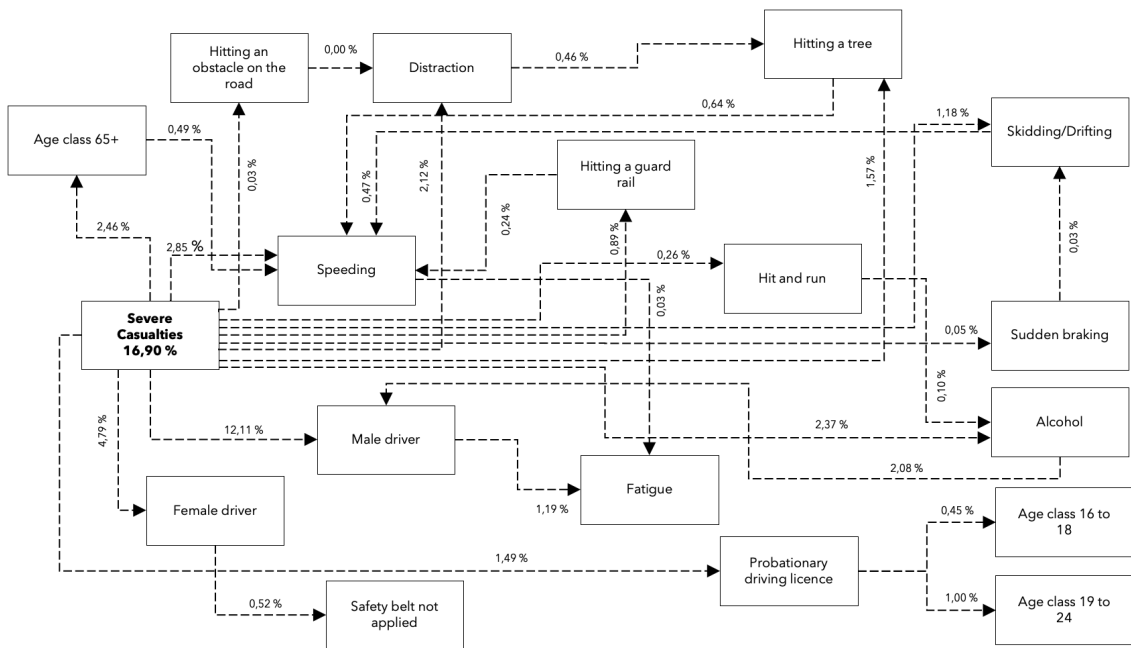 Hitting an
obstacle on the
road
0,00 %
Distraction
0,46 %
Hitting a tree
0,64 %
Age class 65+
0,49 %
0,03 %
2,12 %
0,47 %
Hitting a guard
rail
1,57 %
1,18 %
Skidding/Drifting
2,46 %
2,85 %
Speeding
0,24 %
0,89 %
0,26 %
Hit and run
0,03 %
0,03 %
Severe
Casualties
16,90 %
0,05 %
Sudden braking
0,10 %
4,79 %
12,11 %
Male driver
2,37 %
Alcohol
2,08 %
Female driver
1,19 %
Fatigue
0,45 %
Age class 16 to
18
1,49 %
Probationary
driving licence
0,52 %
Safety belt not
applied
1,00 %
Age class 19 to
24